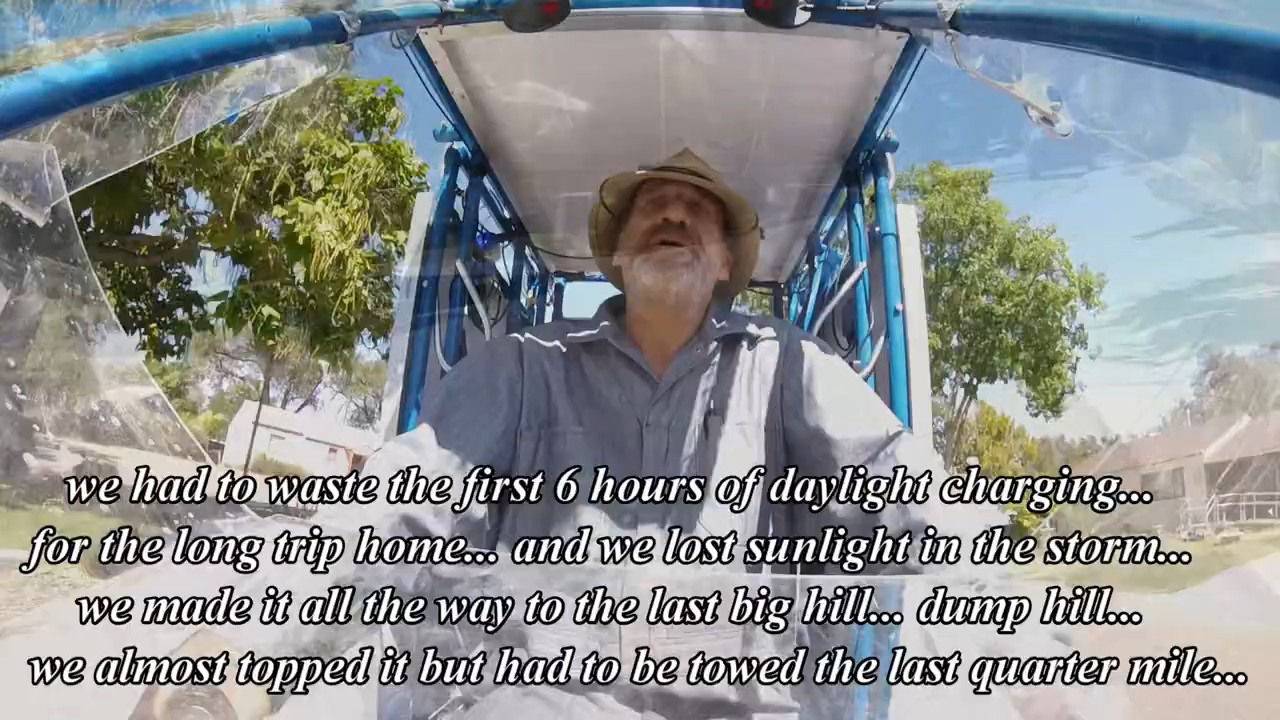 we had to waste the first 6 hours of daylight charging...
for the long trip home... and we lost sunlight in the storm...
we made it all the way to the last big hill... dump hill...
we almost topped it but had to be towed the last quarter mile...